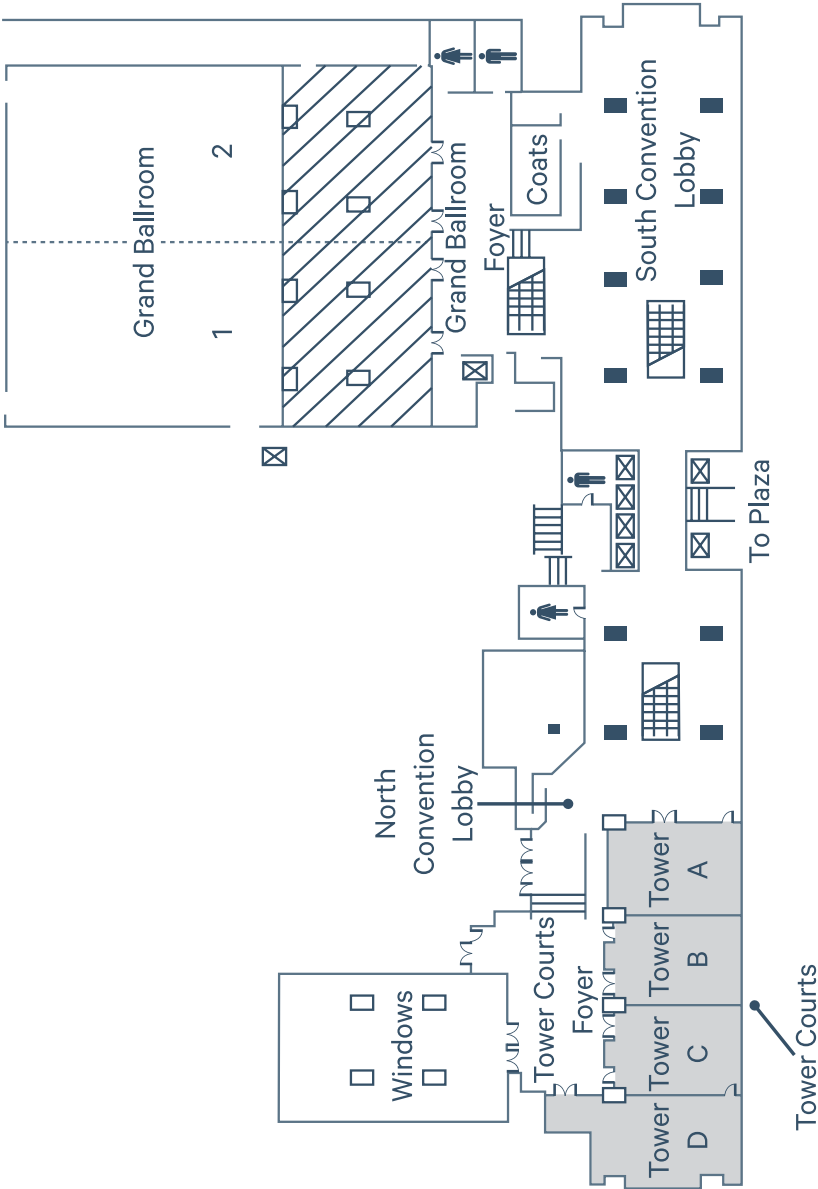 Grand Ballroom
2
1
Grand Ballroom
Foyer
Coats
South Convention
Lobby
To Plaza
North
Convention
Lobby
Windows
Tower Courts
Foyer
Tower
A
Tower
B
Tower
C
Tower
D
Tower Courts